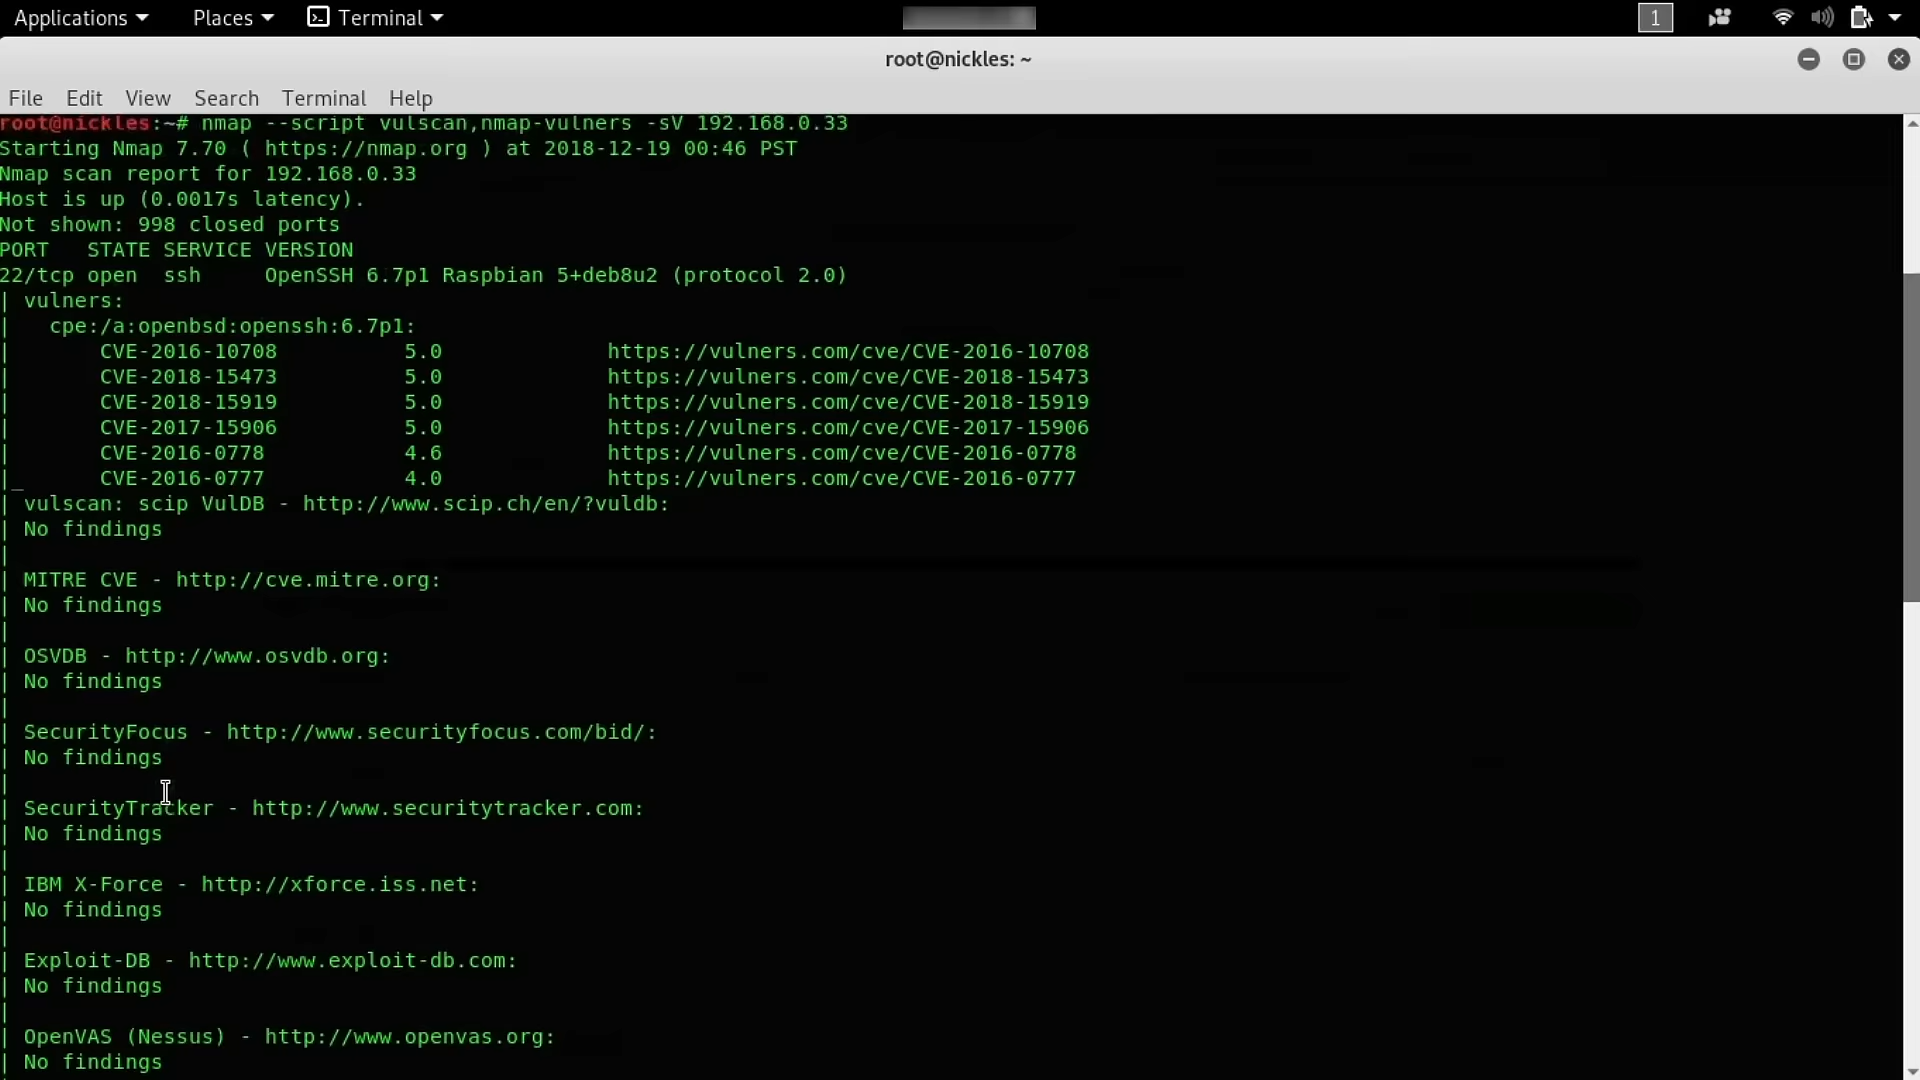 Applications Places Terminal 1
root@nickles: ~
File Edit View Search Terminal Help
root@nickles:~# nmap --script vulscan,nmap-vulners -sV 192.168.0.33
Starting Nmap 7.70 ( https://nmap.org ) at 2018-12-19 00:46 PST
Nmap scan report for 192.168.0.33
Host is up (0.0017s latency).
Not shown: 998 closed ports
PORT   STATE SERVICE VERSION
22/tcp open  ssh     OpenSSH 6.7p1 Raspbian 5+deb8u2 (protocol 2.0)
| vulners:
|   cpe:/a:openbsd:openssh:6.7p1:
|       CVE-2016-10708          5.0             https://vulners.com/cve/CVE-2016-10708
|       CVE-2018-15473          5.0             https://vulners.com/cve/CVE-2018-15473
|       CVE-2018-15919          5.0             https://vulners.com/cve/CVE-2018-15919
|       CVE-2017-15906          5.0             https://vulners.com/cve/CVE-2017-15906
|       CVE-2016-0778           4.6             https://vulners.com/cve/CVE-2016-0778
|_      CVE-2016-0777           4.0             https://vulners.com/cve/CVE-2016-0777
| vulscan: scip VulDB - http://www.scip.ch/en/?vuldb:
| No findings
|
| MITRE CVE - http://cve.mitre.org:
| No findings
|
| OSVDB - http://www.osvdb.org:
| No findings
|
| SecurityFocus - http://www.securityfocus.com/bid/:
| No findings
|
| SecurityTracker - http://www.securitytracker.com:
| No findings
|
| IBM X-Force - http://xforce.iss.net:
| No findings
|
| Exploit-DB - http://www.exploit-db.com:
| No findings
|
| OpenVAS (Nessus) - http://www.openvas.org:
| No findings